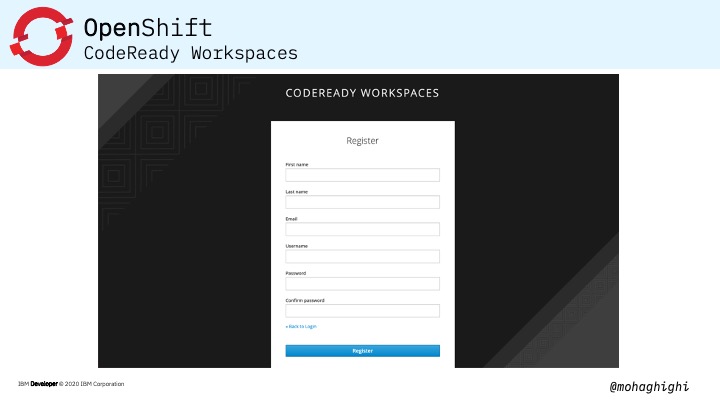 OpenShift
CodeReady Workspaces
CODEREADY WORKSPACES
Register
First name
Last name
Email
Username
Password
Confirm password
« Back to Login
Register
IBM Developer © 2020 IBM Corporation
@mohaghighi